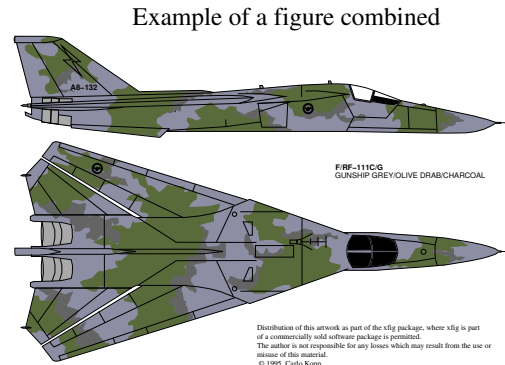 Example of a figure combined
A8-132
F/RF-111C/G
GUNSHIP GREY/OLIVE DRAB/CHARCOAL
Distribution of this artwork as part of the xfig package, where xfig is part
of a commercially sold software package is permitted.
The author is not responsible for any losses which may result from the use or
misuse of this material.
© 1995 Carlo Kopp